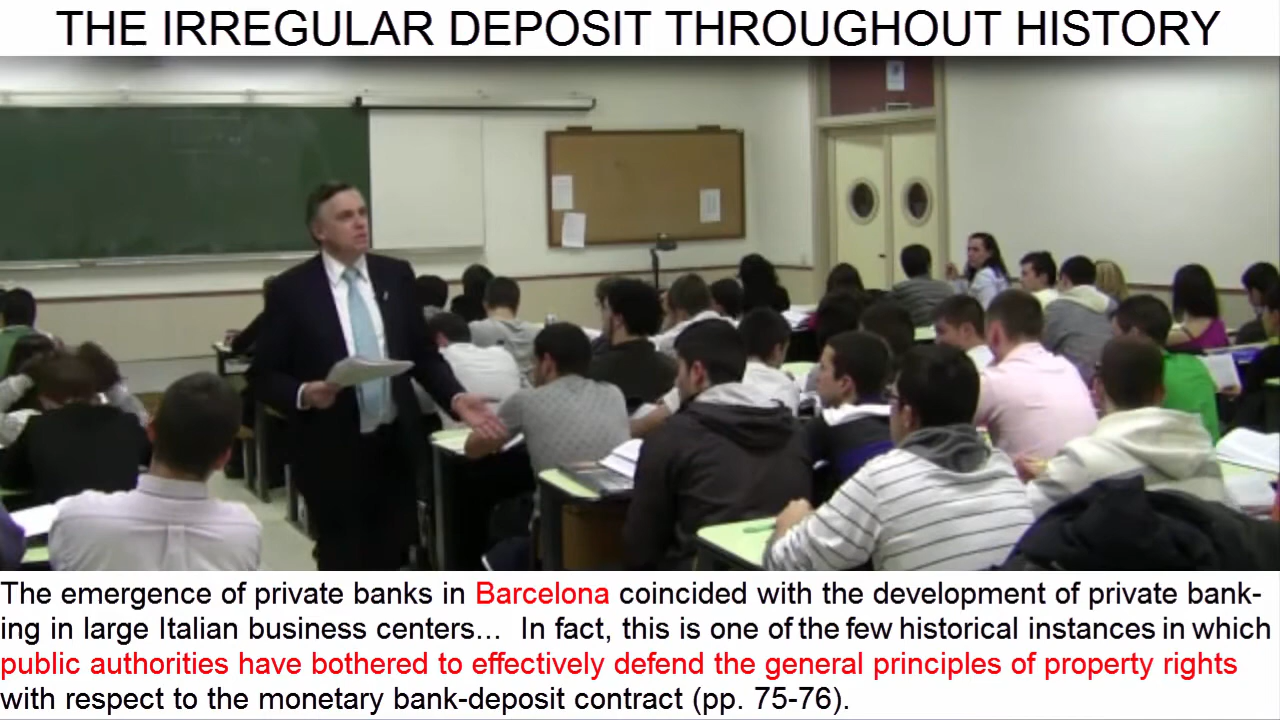 THE IRREGULAR DEPOSIT THROUGHOUT HISTORY
The emergence of private banks in Barcelona coincided with the development of private bank-
ing in large Italian business centers... In fact, this is one of the few historical instances in which
public authorities have bothered to effectively defend the general principles of property rights
with respect to the monetary bank-deposit contract (pp. 75-76).